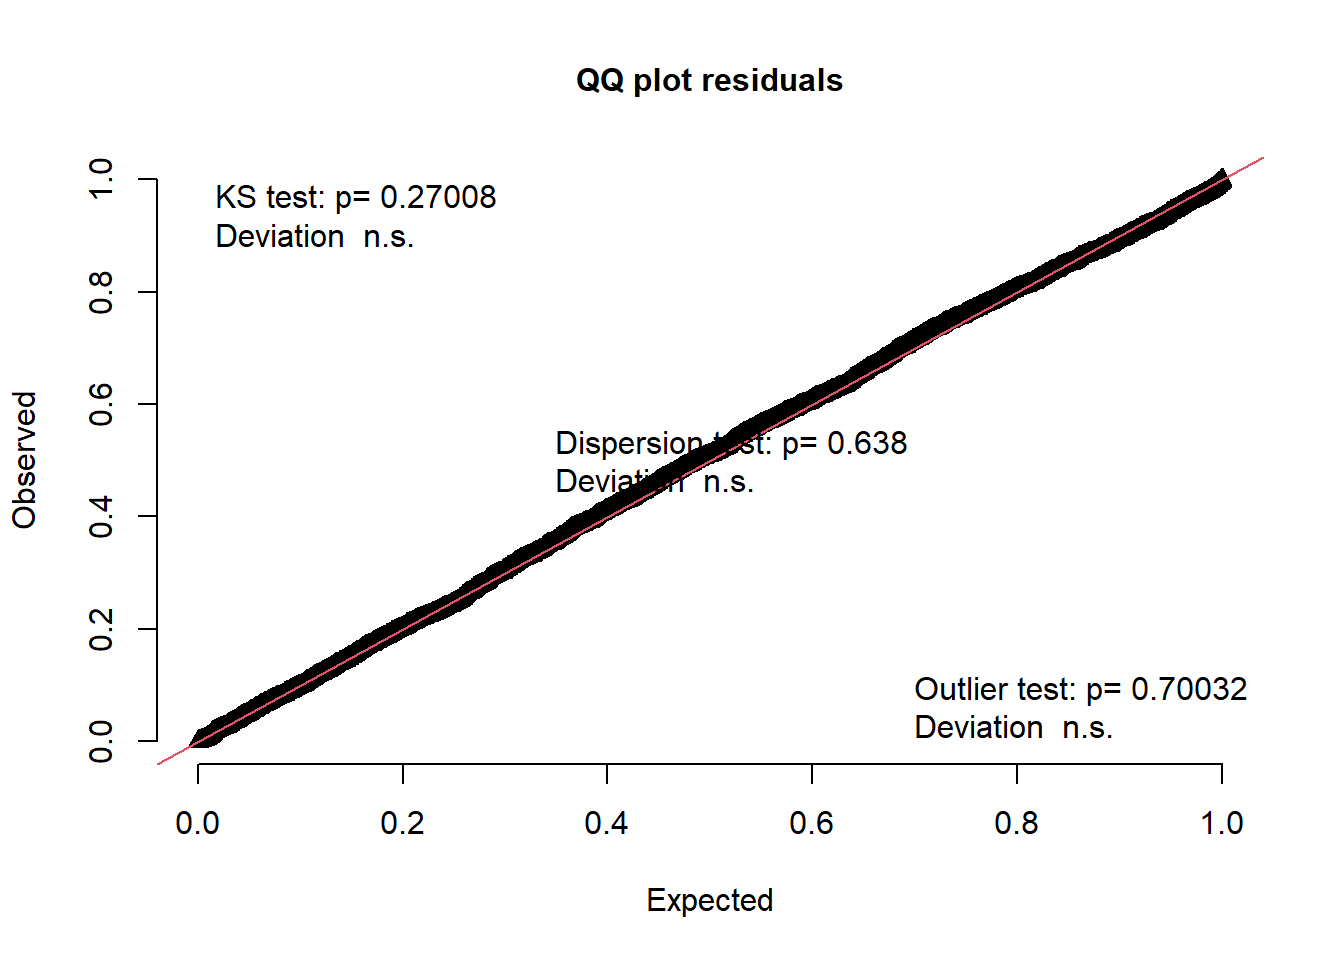 QQ plot residuals
KS test: p= 0.27008
Deviation  n.s.
Dispersion test: p= 0.638
Deviation  n.s.
Outlier test: p= 0.70032
Deviation  n.s.
Observed
0.0 0.2 0.4 0.6 0.8 1.0
0.0 0.2 0.4 0.6 0.8 1.0
Expected